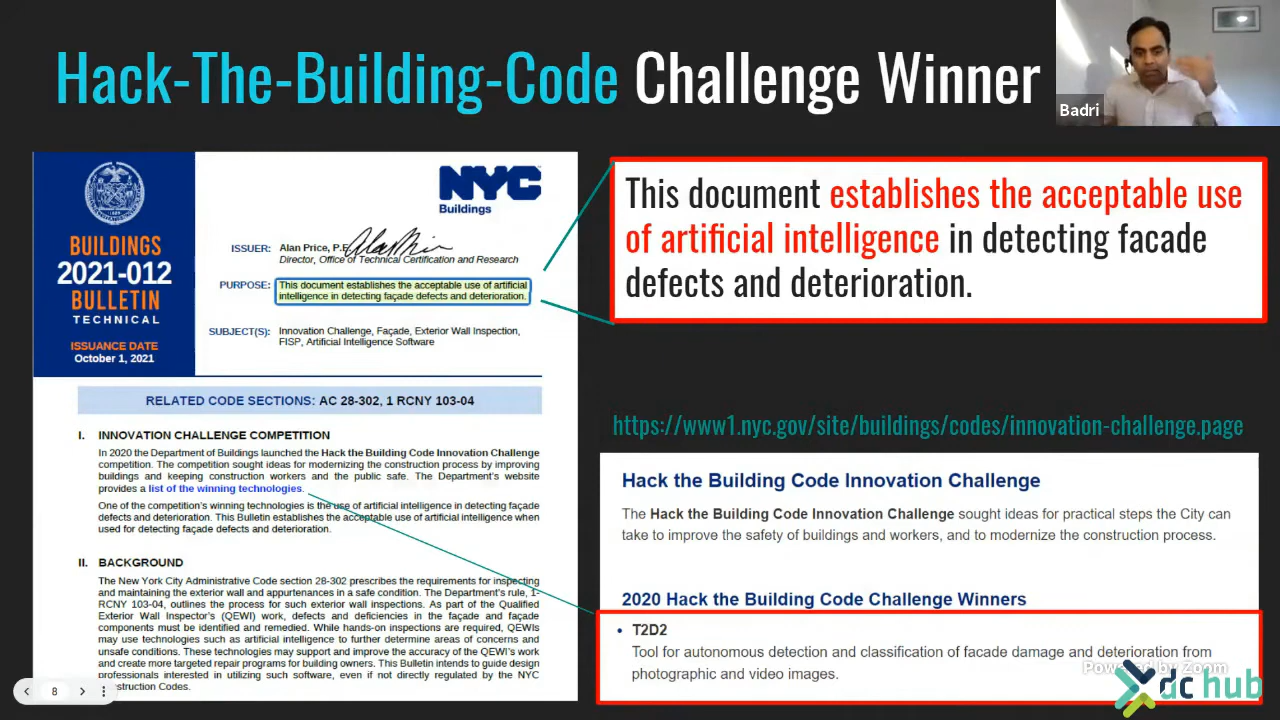 Hack-The-Building-Code Challenge Winner
Badri
BUILDINGS
2021-012
BULLETIN
TECHNICAL
ISSUANCE DATE
October 1, 2021
NYC
Buildings
ISSUER: Alan Price, P.E.
Director, Office of Technical Certification and Research
PURPOSE: This document establishes the acceptable use of artificial
intelligence in detecting façade defects and deterioration.
SUBJECT(S): Innovation Challenge, Façade, Exterior Wall Inspection,
FISP, Artificial Intelligence Software
RELATED CODE SECTIONS: AC 28-302, 1 RCNY 103-04
I. INNOVATION CHALLENGE COMPETITION
In 2020 the Department of Buildings launched the Hack the Building Code Innovation Challenge
competition. The competition sought ideas for modernizing the construction process by improving
buildings and keeping construction workers and the public safe. The Department's website
provides a list of the winning technologies.
One of the competition's winning technologies is the use of artificial intelligence in detecting façade
defects and deterioration. This Bulletin establishes the acceptable use of artificial intelligence when
used for detecting façade defects and deterioration.
II. BACKGROUND
The New York City Administrative Code section 28-302 prescribes the requirements for inspecting
and maintaining the exterior wall and appurtenances in a safe condition. The Department's rule, 1-
RCNY 103-04, outlines the process for such exterior wall inspections. As part of the Qualified
Exterior Wall Inspector's (QEWI) work, defects and deficiencies in the façade and façade
components must be identified and remedied. While hands-on inspections are required, QEWIs
may use technologies such as artificial intelligence to further determine areas of concerns and
unsafe conditions. These technologies may support and improve the accuracy of the QEWI's work
and create more targeted repair programs for building owners. This Bulletin intends to guide design
professionals interested in utilizing such software, even if not directly regulated by the NYC
Construction Codes.
8
This document establishes the acceptable use
of artificial intelligence in detecting facade
defects and deterioration.
https://www1.nyc.gov/site/buildings/codes/innovation-challenge.page
Hack the Building Code Innovation Challenge
The Hack the Building Code Innovation Challenge sought ideas for practical steps the City can
take to improve the safety of buildings and workers, and to modernize the construction process.
2020 Hack the Building Code Challenge Winners
• T2D2
Tool for autonomous detection and classification of facade damage and deterioration from
photographic and video images.
Powered by Zoom
dc hub